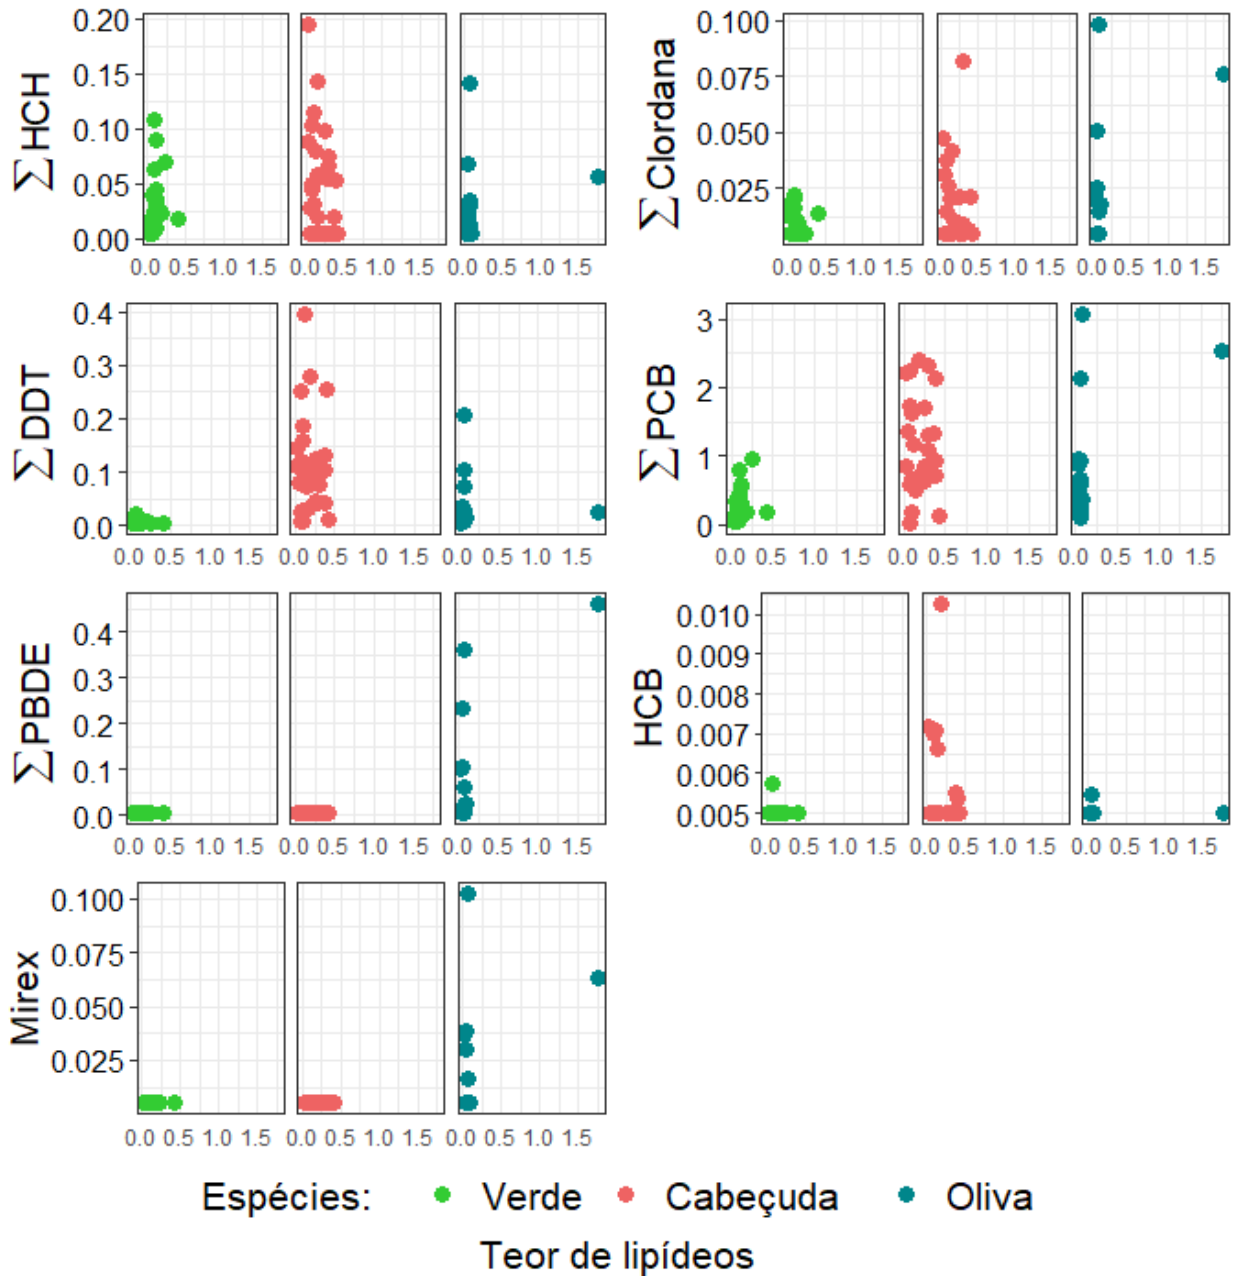 ∑HCH
0.20
0.15
0.10
0.05
0.00
0.0 0.5 1.0 1.5 0.0 0.5 1.0 1.5 0.0 0.5 1.0 1.5
∑Clordana
0.100
0.075
0.050
0.025
0.0 0.5 1.0 1.5 0.0 0.5 1.0 1.5 0.0 0.5 1.0 1.5
∑DDT
0.4
0.3
0.2
0.1
0.0
0.0 0.5 1.0 1.5 0.0 0.5 1.0 1.5 0.0 0.5 1.0 1.5
∑PCB
3
2
1
0
0.0 0.5 1.0 1.5 0.0 0.5 1.0 1.5 0.0 0.5 1.0 1.5
∑PBDE
0.4
0.3
0.2
0.1
0.0
0.0 0.5 1.0 1.5 0.0 0.5 1.0 1.5 0.0 0.5 1.0 1.5
HCB
0.010
0.009
0.008
0.007
0.006
0.005
0.0 0.5 1.0 1.5 0.0 0.5 1.0 1.5 0.0 0.5 1.0 1.5
Mirex
0.100
0.075
0.050
0.025
0.0 0.5 1.0 1.5 0.0 0.5 1.0 1.5 0.0 0.5 1.0 1.5
Espécies: Verde Cabeçuda Oliva
Teor de lipídeos